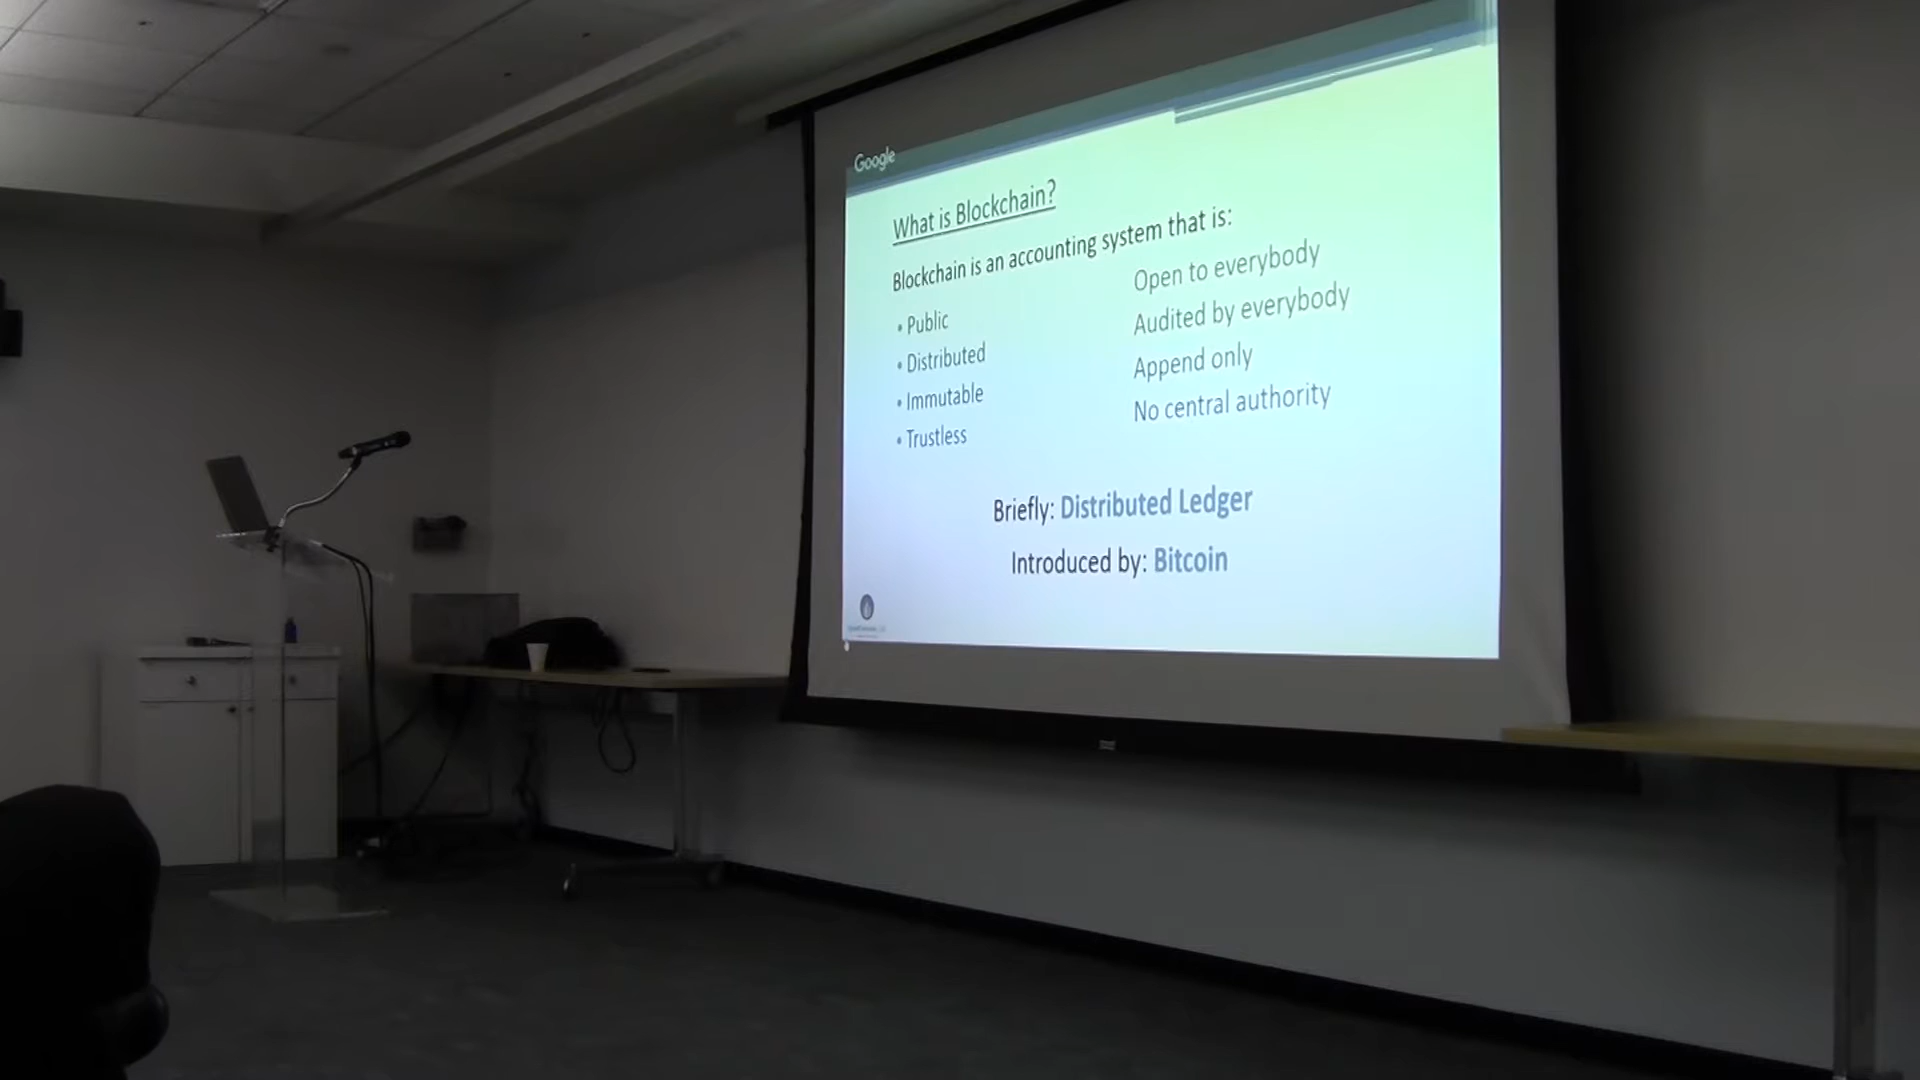 Google
What is Blockchain?
Blockchain is an accounting system that is:
• Public
Open to everybody
• Distributed
Audited by everybody
• Immutable
Append only
• Trustless
No central authority
Briefly: Distributed Ledger
Introduced by: Bitcoin